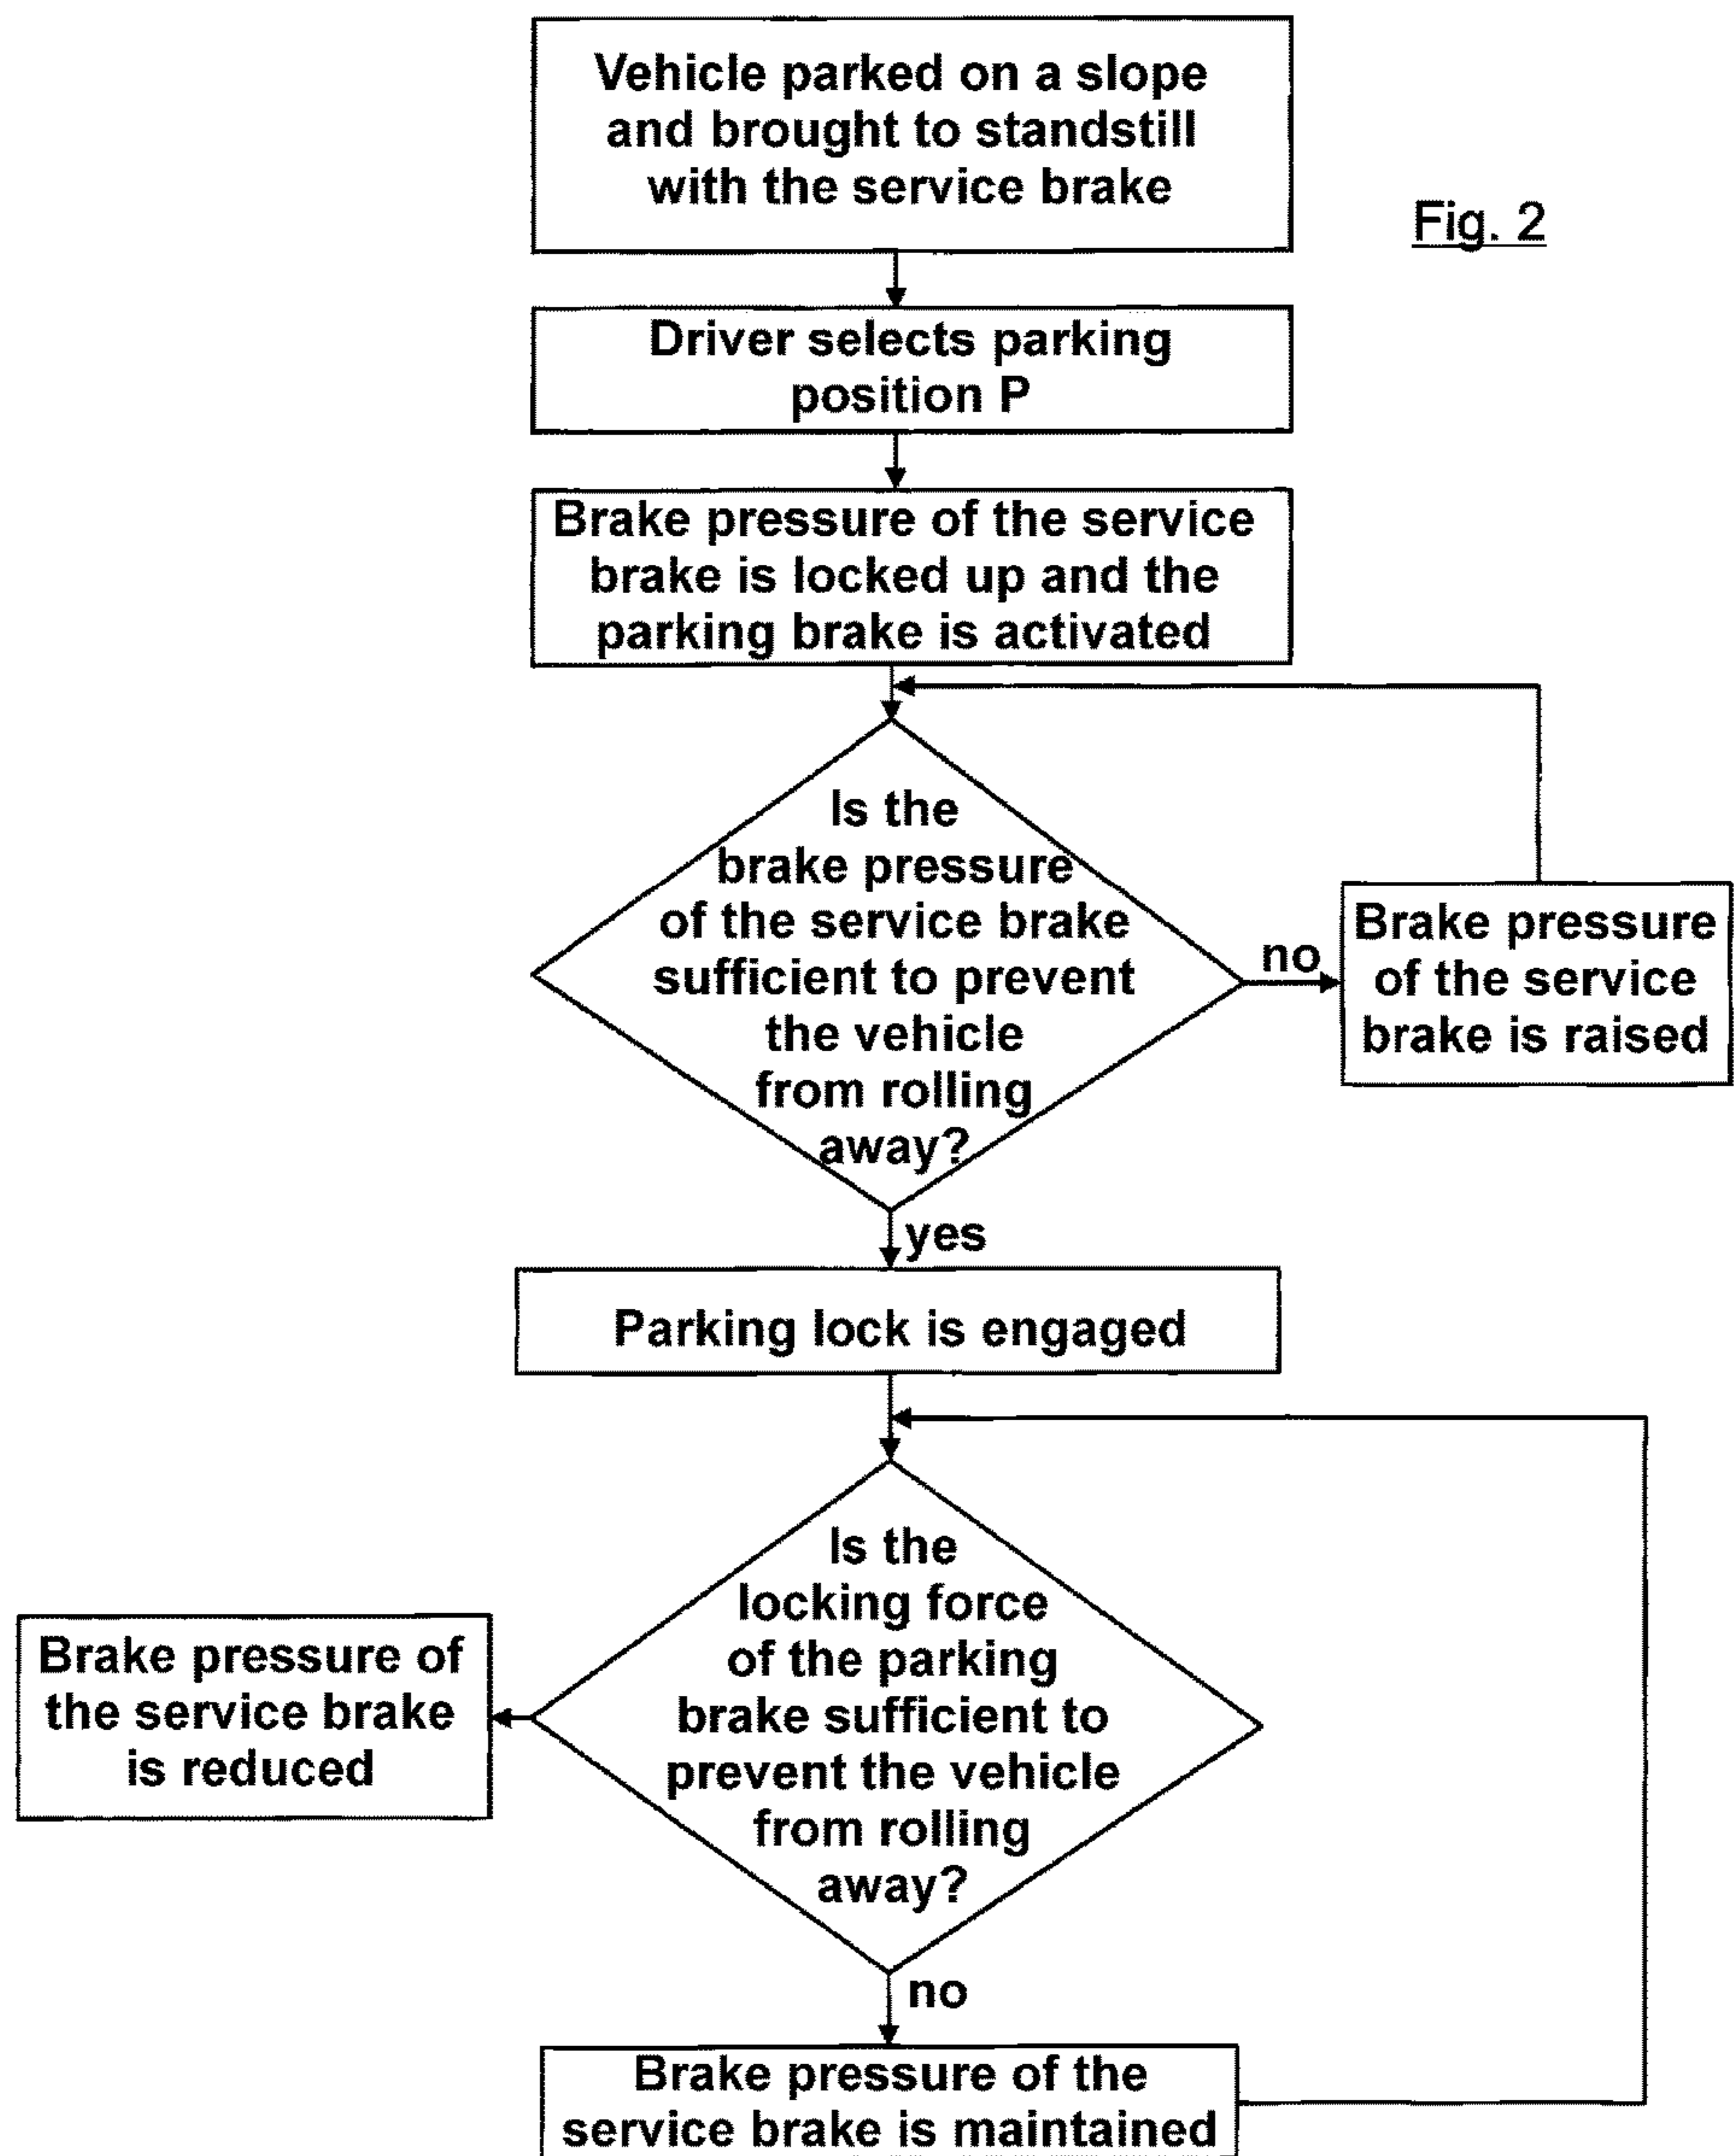 Vehicle parked on a slope
and brought to standstill
with the service brake
Fig. 2
Driver selects parking
position P
Brake pressure of the service
brake is locked up and the
parking brake is activated
Is the
brake pressure
of the service brake
sufficient to prevent
the vehicle
from rolling
away?
no
Brake pressure
of the service
brake is raised
yes
Parking lock is engaged
Is the
locking force
of the parking
brake sufficient to
prevent the vehicle
from rolling
away?
Brake pressure of
the service brake
is reduced
no
Brake pressure of the
service brake is maintained